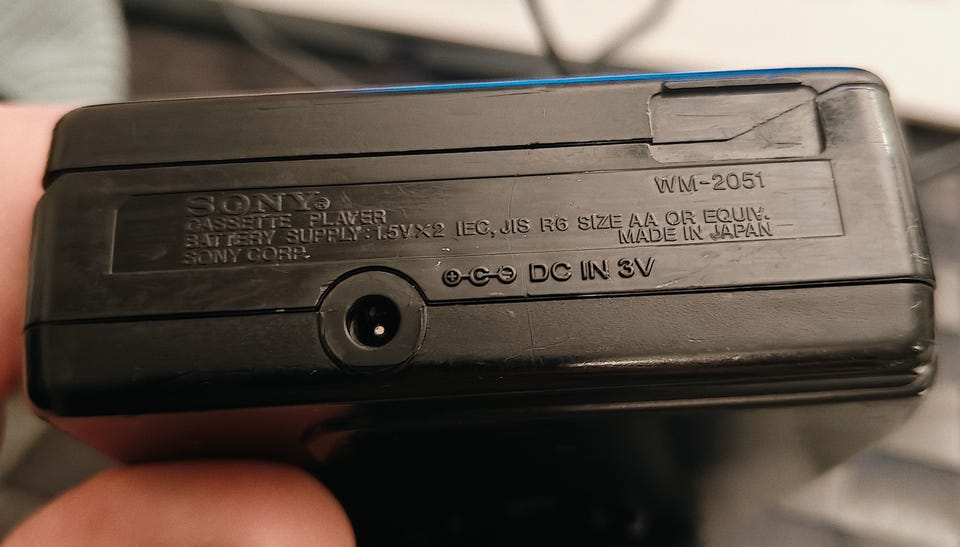 WM-2051
SONY®
CASSETTE PLAYER
BATTERY SUPPLY: 1.5V×2 IEC, JIS R6 SIZE AA OR EQUIV.
SONY CORP. MADE IN JAPAN
DC IN 3V